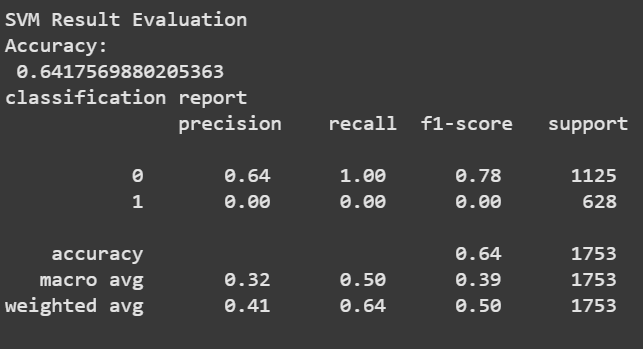 SVM Result Evaluation
Accuracy:
0.6417569880205363
classification report
precision recall f1-score support
0 0.64 1.00 0.78 1125
1 0.00 0.00 0.00 628
accuracy 0.64 1753
macro avg 0.32 0.50 0.39 1753
weighted avg 0.41 0.64 0.50 1753